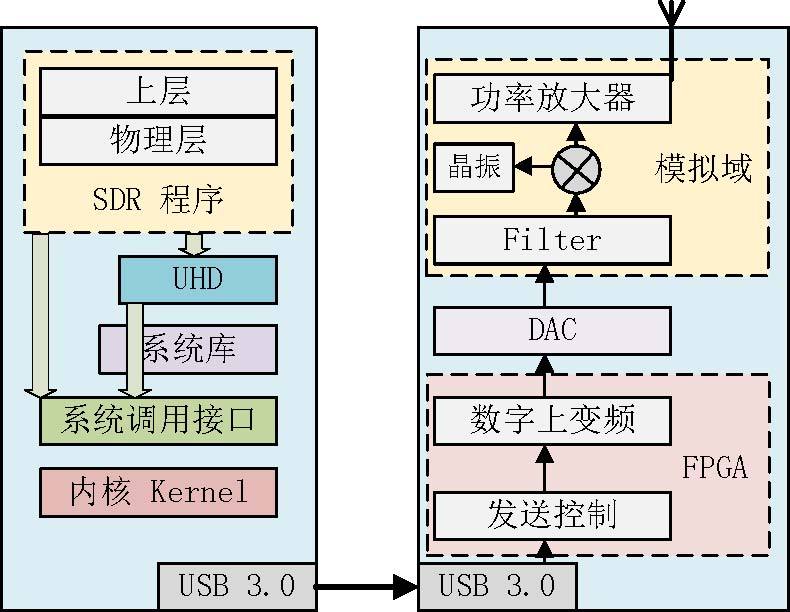 上层
物理层
SDR 程序
UHD
系统库
系统调用接口
内核 Kernel
USB 3.0
功率放大器
晶振
模拟域
Filter
DAC
数字上变频
FPGA
发送控制
USB 3.0